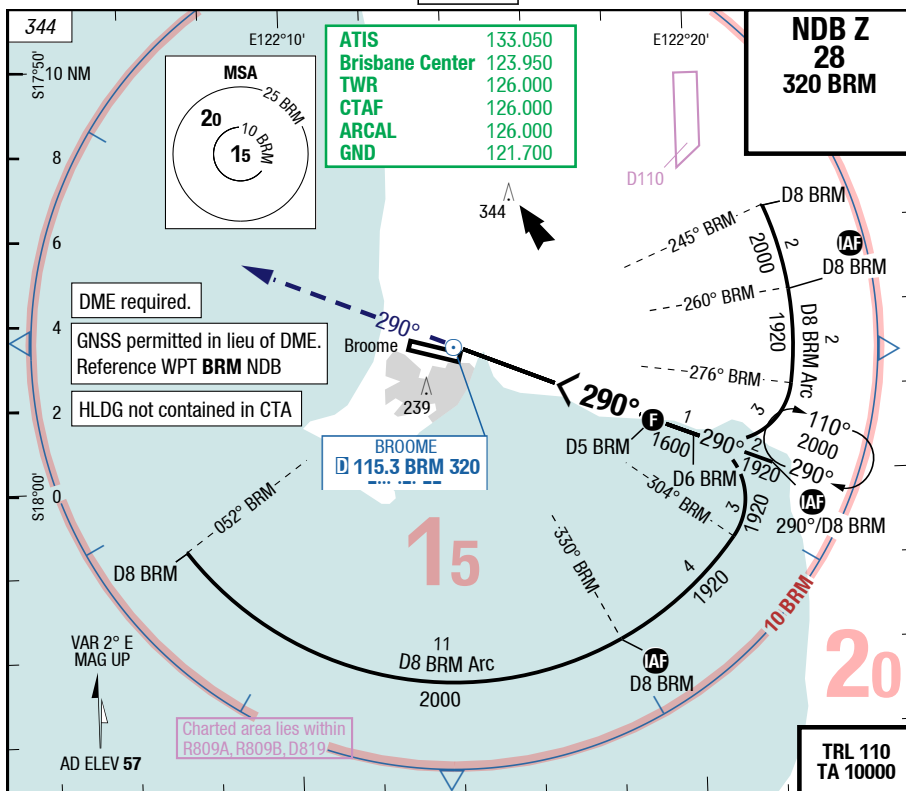 344
E122°10'
E122°20'
S17°50'
10 NM
8
6
4
2
0
S18°00'
MSA
25 BRM
20
10 BRM
15
ATIS 133.050
Brisbane Center 123.950
TWR 126.000
CTAF 126.000
ARCAL 126.000
GND 121.700
NDB Z
28
320 BRM
D110
344
D8 BRM
245° BRM
2
2000
IAF
D8 BRM
260° BRM
1920
D8 BRM Arc
2
276° BRM
3
DME required.
GNSS permitted in lieu of DME.
Reference WPT BRM NDB
HLDG not contained in CTA
290°
Broome
239
BROOME
D 115.3 BRM 320
290°
F
D5 BRM
1
1600
290°
D6 BRM
2
1920
110°
2000
290°
IAF
290°/D8 BRM
304° BRM
3
1920
330° BRM
4
1920
052° BRM
D8 BRM
15
10 BRM
11
D8 BRM Arc
2000
IAF
D8 BRM
20
VAR 2° E
MAG UP
AD ELEV 57
Charted area lies within
R809A, R809B, D819
TRL 110
TA 10000